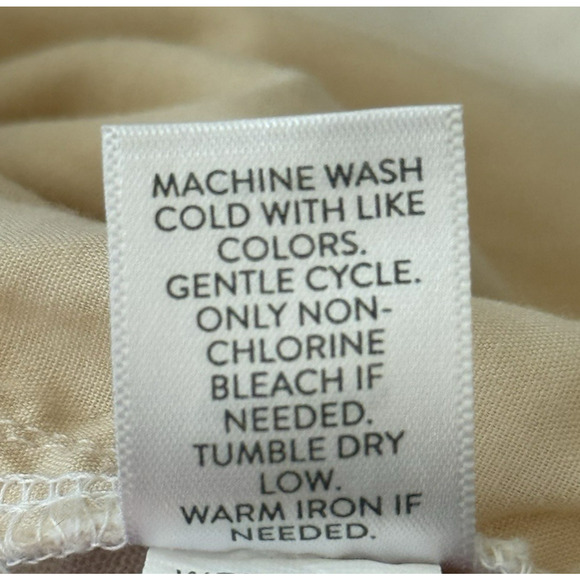 MACHINE WASH
COLD WITH LIKE
COLORS.
GENTLE CYCLE.
ONLY NON-
CHLORINE
BLEACH IF
NEEDED.
TUMBLE DRY
LOW.
WARM IRON IF
NEEDED.